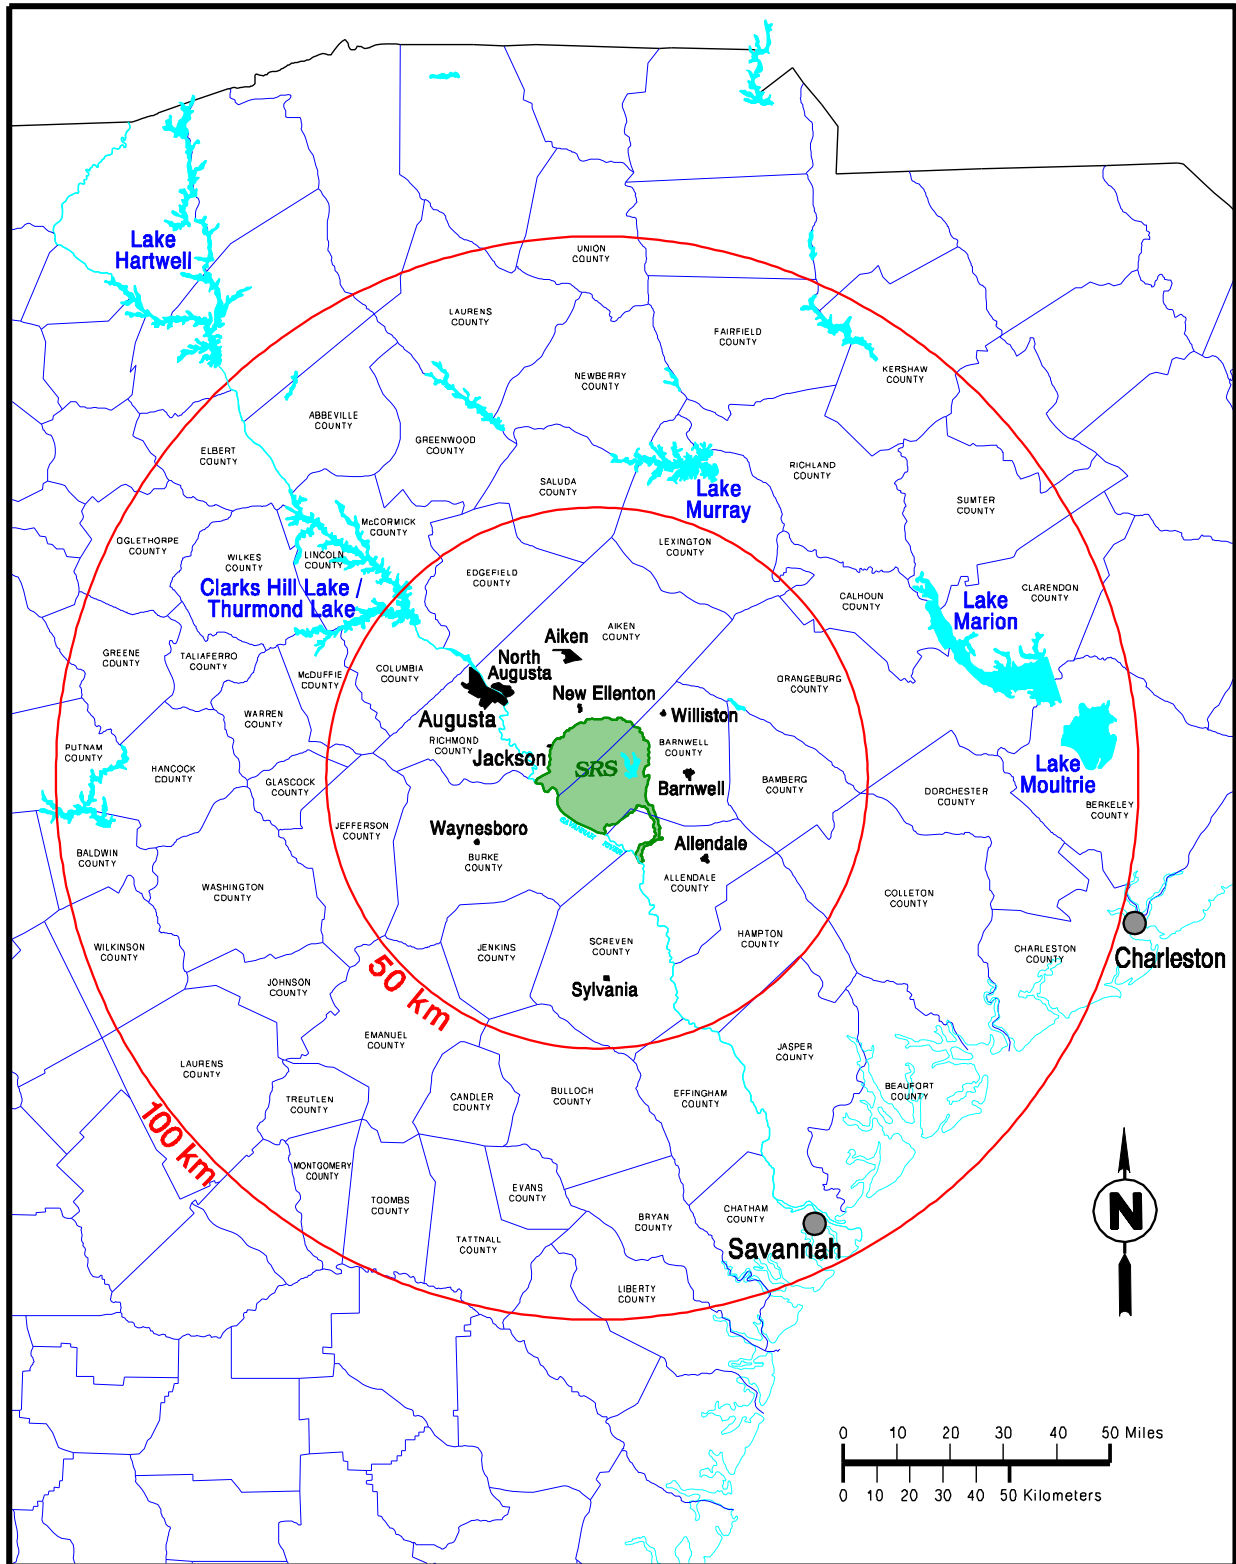 Lake
Hartwell
UNION
COUNTY
LAURENS
COUNTY
FAIRFIELD
COUNTY
NEWBERRY
COUNTY
KERSHAW
COUNTY
ABBEVILLE
COUNTY
GREENWOOD
COUNTY
ELBERT
COUNTY
RICHLAND
COUNTY
SALUDA
COUNTY
Lake
Murray
SUMTER
COUNTY
McCORMICK
COUNTY
OGLETHORPE
COUNTY
WILKES
COUNTY
LINCOLN
COUNTY
LEXINGTON
COUNTY
EDGEFIELD
COUNTY
Clarks Hill Lake /
Thurmond Lake
CALHOUN
COUNTY
CLARENDON
COUNTY
Lake
Marion
AIKEN
COUNTY
Aiken
GREENE
COUNTY
TALIAFERRO
COUNTY
McDUFFIE
COUNTY
COLUMBIA
COUNTY
North
Augusta
ORANGEBURG
COUNTY
New Ellenton
WARREN
COUNTY
Augusta
Williston
RICHMOND
COUNTY
BARNWELL
COUNTY
PUTNAM
COUNTY
Jackson
SRS
HANCOCK
COUNTY
GLASCOCK
COUNTY
Barnwell
BAMBERG
COUNTY
Lake
Moultrie
DORCHESTER
COUNTY
BERKELEY
COUNTY
JEFFERSON
COUNTY
Waynesboro
SAVANNAH
RIVER
Allendale
BURKE
COUNTY
BALDWIN
COUNTY
ALLENDALE
COUNTY
WASHINGTON
COUNTY
COLLETON
COUNTY
WILKINSON
COUNTY
JENKINS
COUNTY
SCREVEN
COUNTY
HAMPTON
COUNTY
CHARLESTON
COUNTY
Charleston
50 km
Sylvania
JOHNSON
COUNTY
EMANUEL
COUNTY
JASPER
COUNTY
LAURENS
COUNTY
TREUTLEN
COUNTY
CANDLER
COUNTY
BULLOCH
COUNTY
EFFINGHAM
COUNTY
BEAUFORT
COUNTY
100 km
MONTGOMERY
COUNTY
TOOMBS
COUNTY
EVANS
COUNTY
BRYAN
COUNTY
CHATHAM
COUNTY
N
TATTNALL
COUNTY
Savannah
LIBERTY
COUNTY
0 10 20 30 40 50 Miles
0 10 20 30 40 50 Kilometers